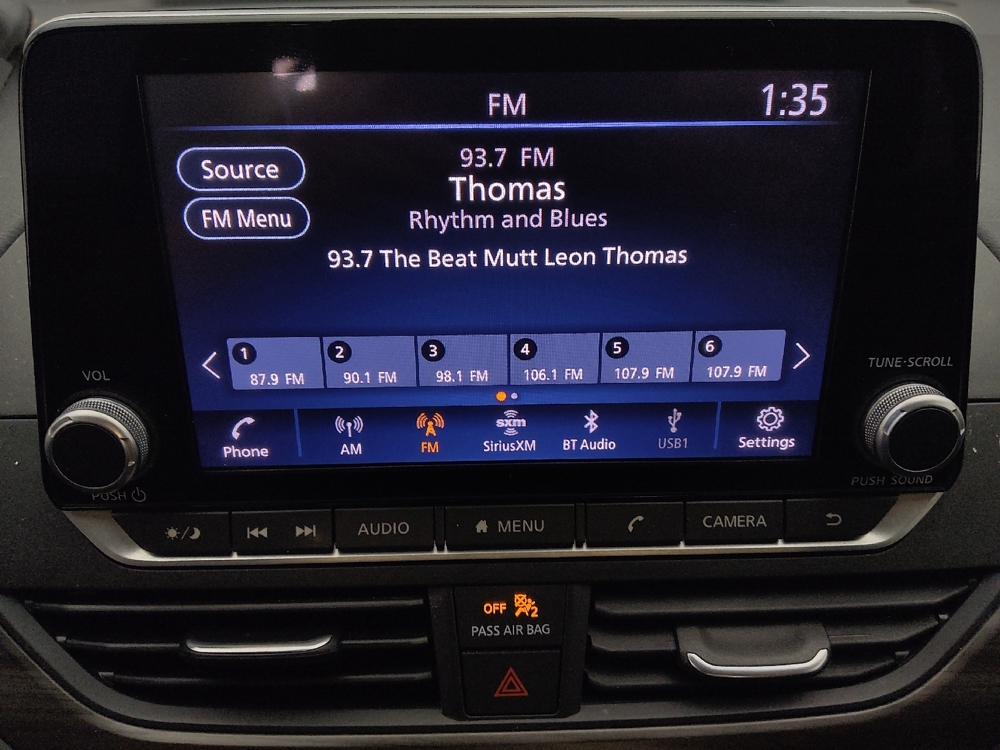 FM
1:35
Source
93.7 FM
Thomas
FM Menu
Rhythm and Blues
93.7 The Beat Mutt Leon Thomas
1 87.9 FM
2 90.1 FM
3 98.1 FM
4 106.1 FM
5 107.9 FM
6 107.9 FM
VOL
TUNE·SCROLL
Phone
AM
FM
sxm
SiriusXM
BT Audio
USB1
Settings
PUSH
PUSH SOUND
AUDIO
MENU
CAMERA
OFF
2
PASS AIR BAG